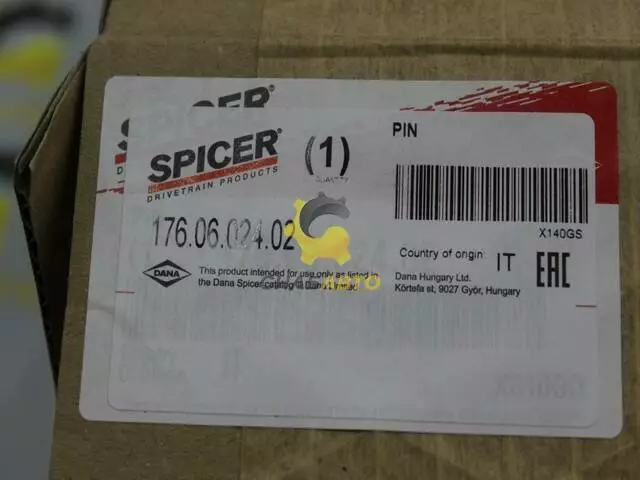 SPICER®
DRIVETRAIN PRODUCTS
(1)
QUANTITY
PIN
176.06.024.02
X140GS
Country of origin IT
EAC
DANA
This product intended for use only as listed in
the Dana Spicer catalog © Dana Limited
Dana Hungary Ltd.
Körtefa st, 9027 Győr, Hungary